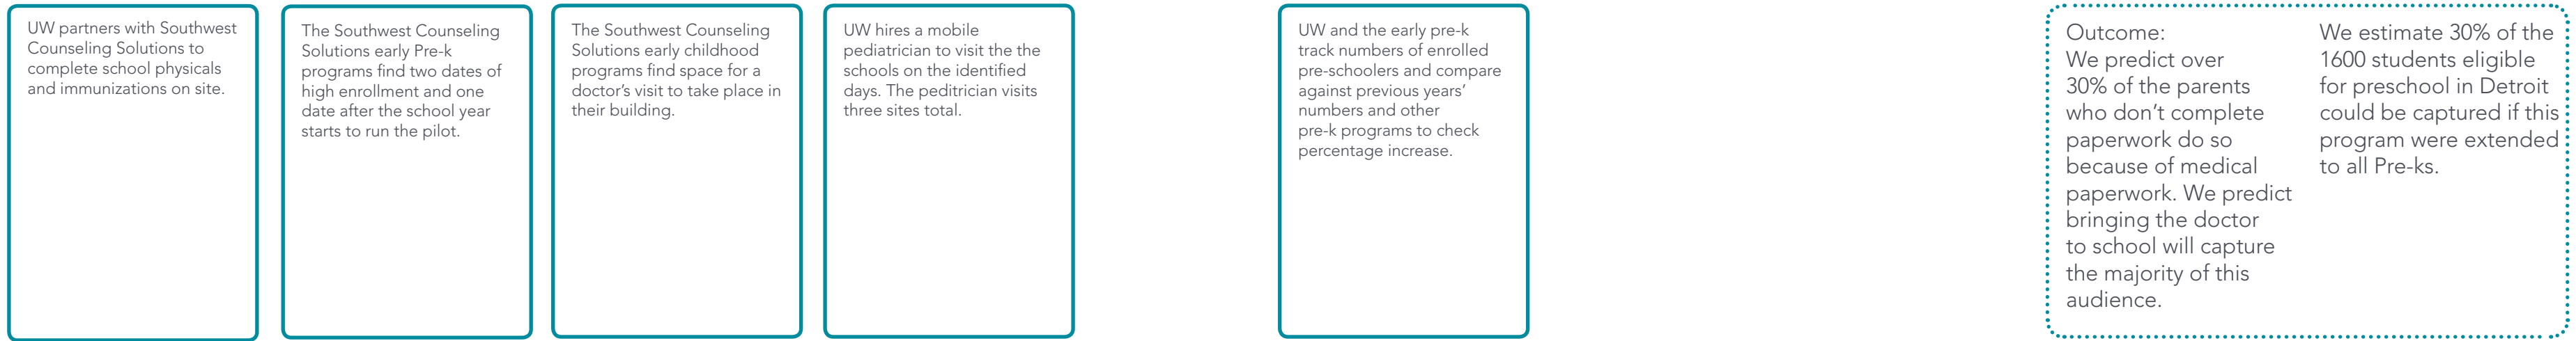 UW partners with Southwest
Counseling Solutions to
complete school physicals
and immunizations on site.
The Southwest Counseling
Solutions early Pre-k
programs find two dates of
high enrollment and one
date after the school year
starts to run the pilot.
The Southwest Counseling
Solutions early childhood
programs find space for a
doctor's visit to take place in
their building.
UW hires a mobile
pediatrician to visit the the
schools on the identified
days. The peditrician visits
three sites total.
UW and the early pre-k
track numbers of enrolled
pre-schoolers and compare
against previous years'
numbers and other
pre-k programs to check
percentage increase.
Outcome:
We predict over
30% of the parents
who don't complete
paperwork do so
because of medical
paperwork. We predict
bringing the doctor
to school will capture
the majority of this
audience.
We estimate 30% of the
1600 students eligible
for preschool in Detroit
could be captured if this
program were extended
to all Pre-ks.